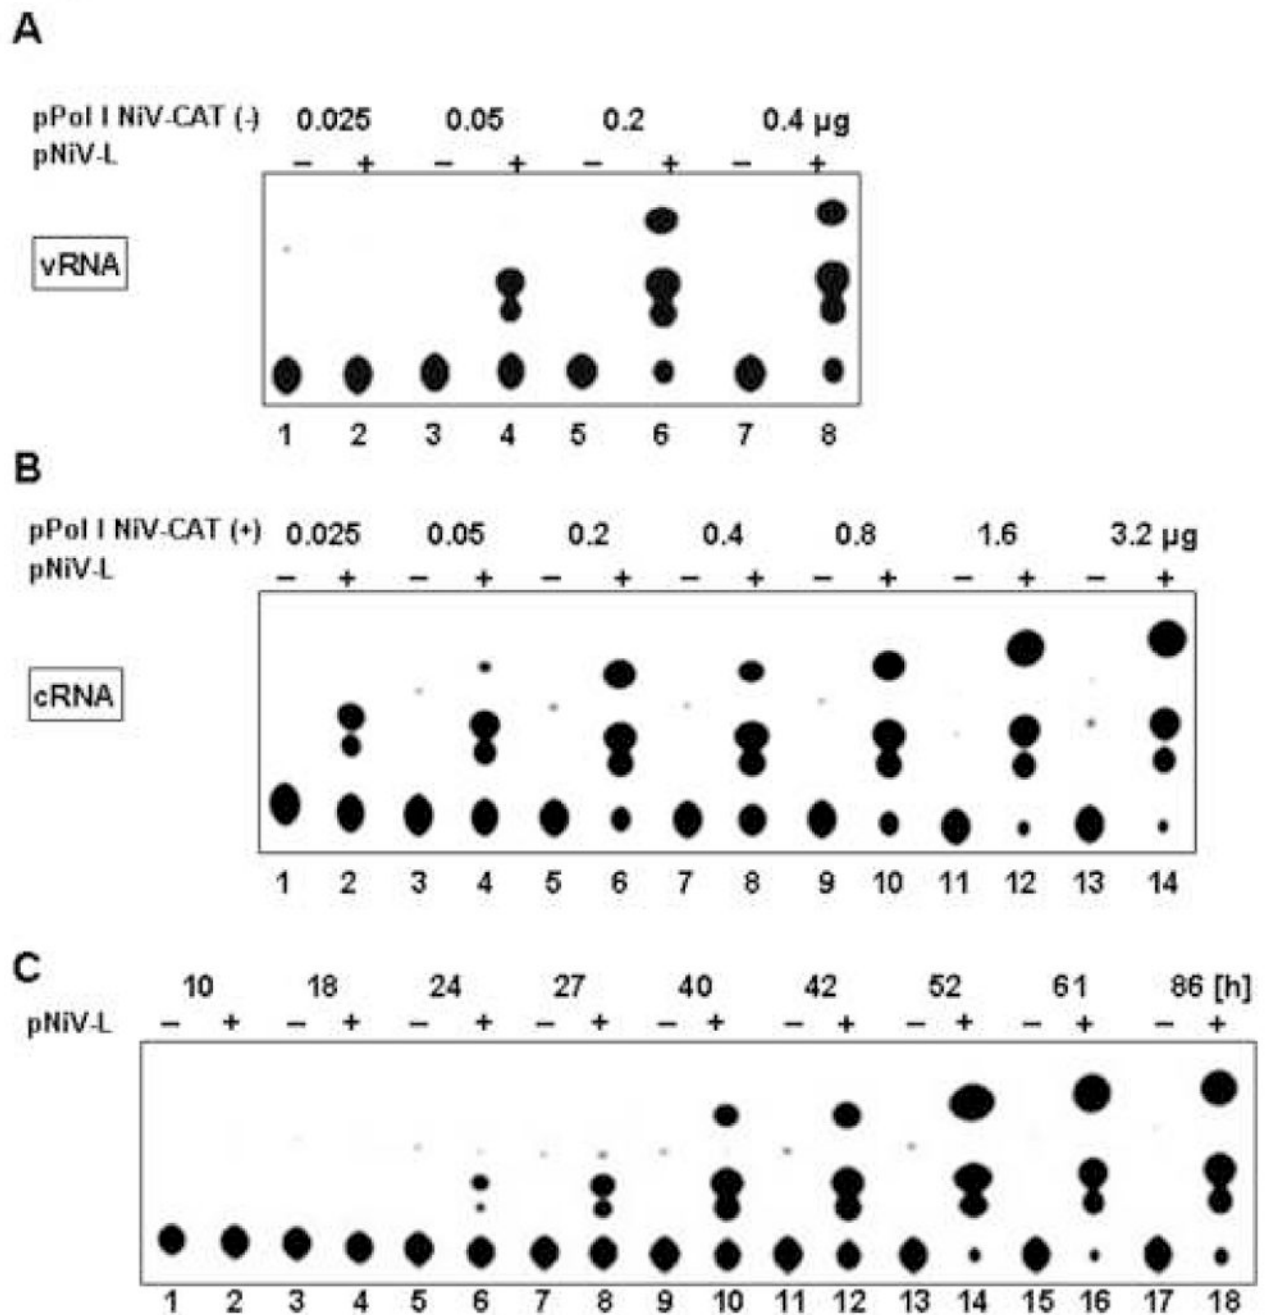 A
pPol I NiV-CAT (-) 0.025 0.05 0.2 0.4 µg
pNiV-L – + – + – + – +
vRNA
1 2 3 4 5 6 7 8
B
pPol I NiV-CAT (+) 0.025 0.05 0.2 0.4 0.8 1.6 3.2 µg
pNiV-L – + – + – + – + – + – + – +
cRNA
1 2 3 4 5 6 7 8 9 10 11 12 13 14
C
10 18 24 27 40 42 52 61 86 [h]
pNiV-L – + – + – + – + – + – + – + – + – +
1 2 3 4 5 6 7 8 9 10 11 12 13 14 15 16 17 18